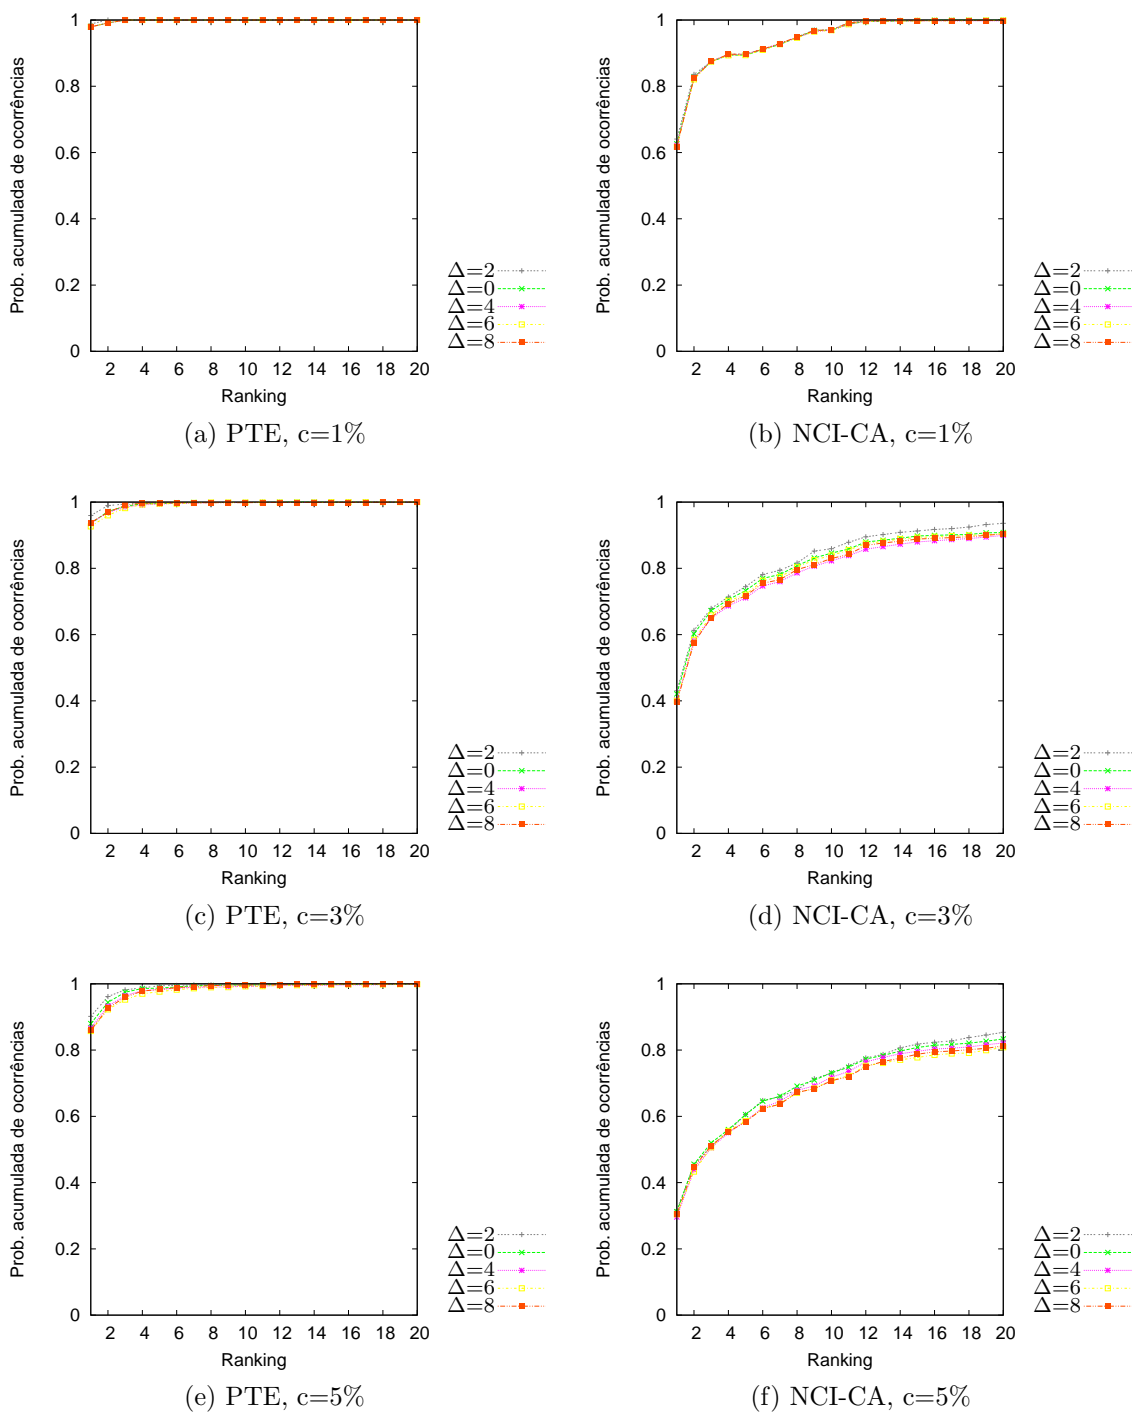 Prob. acumulada de ocorrências
1
0.8
0.6
0.4
0.2
0
2 4 6 8 10 12 14 16 18 20
Ranking
Δ=2
Δ=0
Δ=4
Δ=6
Δ=8
(a) PTE, c=1%
Prob. acumulada de ocorrências
1
0.8
0.6
0.4
0.2
0
2 4 6 8 10 12 14 16 18 20
Ranking
Δ=2
Δ=0
Δ=4
Δ=6
Δ=8
(b) NCI-CA, c=1%
Prob. acumulada de ocorrências
1
0.8
0.6
0.4
0.2
0
2 4 6 8 10 12 14 16 18 20
Ranking
Δ=2
Δ=0
Δ=4
Δ=6
Δ=8
(c) PTE, c=3%
Prob. acumulada de ocorrências
1
0.8
0.6
0.4
0.2
0
2 4 6 8 10 12 14 16 18 20
Ranking
Δ=2
Δ=0
Δ=4
Δ=6
Δ=8
(d) NCI-CA, c=3%
Prob. acumulada de ocorrências
1
0.8
0.6
0.4
0.2
0
2 4 6 8 10 12 14 16 18 20
Ranking
Δ=2
Δ=0
Δ=4
Δ=6
Δ=8
(e) PTE, c=5%
Prob. acumulada de ocorrências
1
0.8
0.6
0.4
0.2
0
2 4 6 8 10 12 14 16 18 20
Ranking
Δ=2
Δ=0
Δ=4
Δ=6
Δ=8
(f) NCI-CA, c=5%